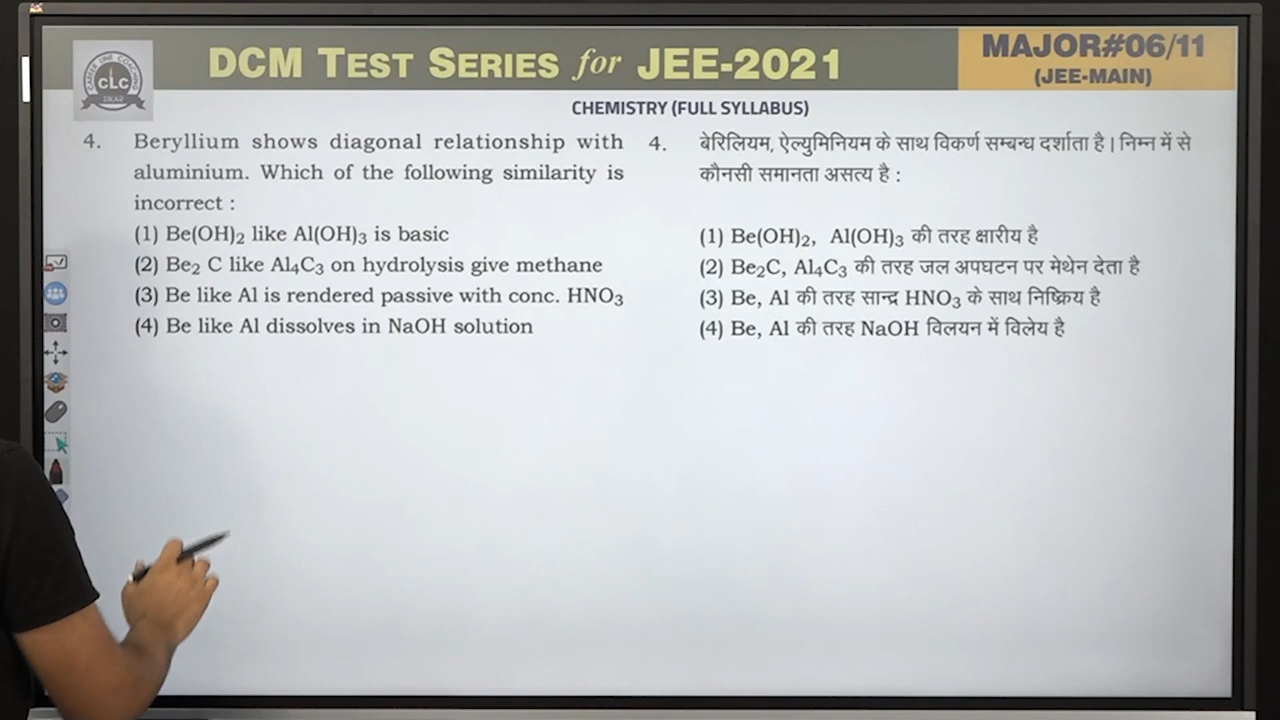 DCM TEST SERIES for JEE-2021
MAJOR#06/11
(JEE-MAIN)
CAREER LINE COACHING
CLC
SIKAR
CHEMISTRY (FULL SYLLABUS)
4. Beryllium shows diagonal relationship with
aluminium. Which of the following similarity is
incorrect :
(1) Be(OH)₂ like Al(OH)₃ is basic
(2) Be₂ C like Al₄C₃ on hydrolysis give methane
(3) Be like Al is rendered passive with conc. HNO₃
(4) Be like Al dissolves in NaOH solution
4. बेरिलियम, ऐल्युमिनियम के साथ विकर्ण सम्बन्ध दर्शाता है। निम्न में से
कौनसी समानता असत्य है :
(1) Be(OH)₂, Al(OH)₃ की तरह क्षारीय है
(2) Be₂C, Al₄C₃ की तरह जल अपघटन पर मेथेन देता है
(3) Be, Al की तरह सान्द्र HNO₃ के साथ निष्क्रिय है
(4) Be, Al की तरह NaOH विलयन में विलेय है